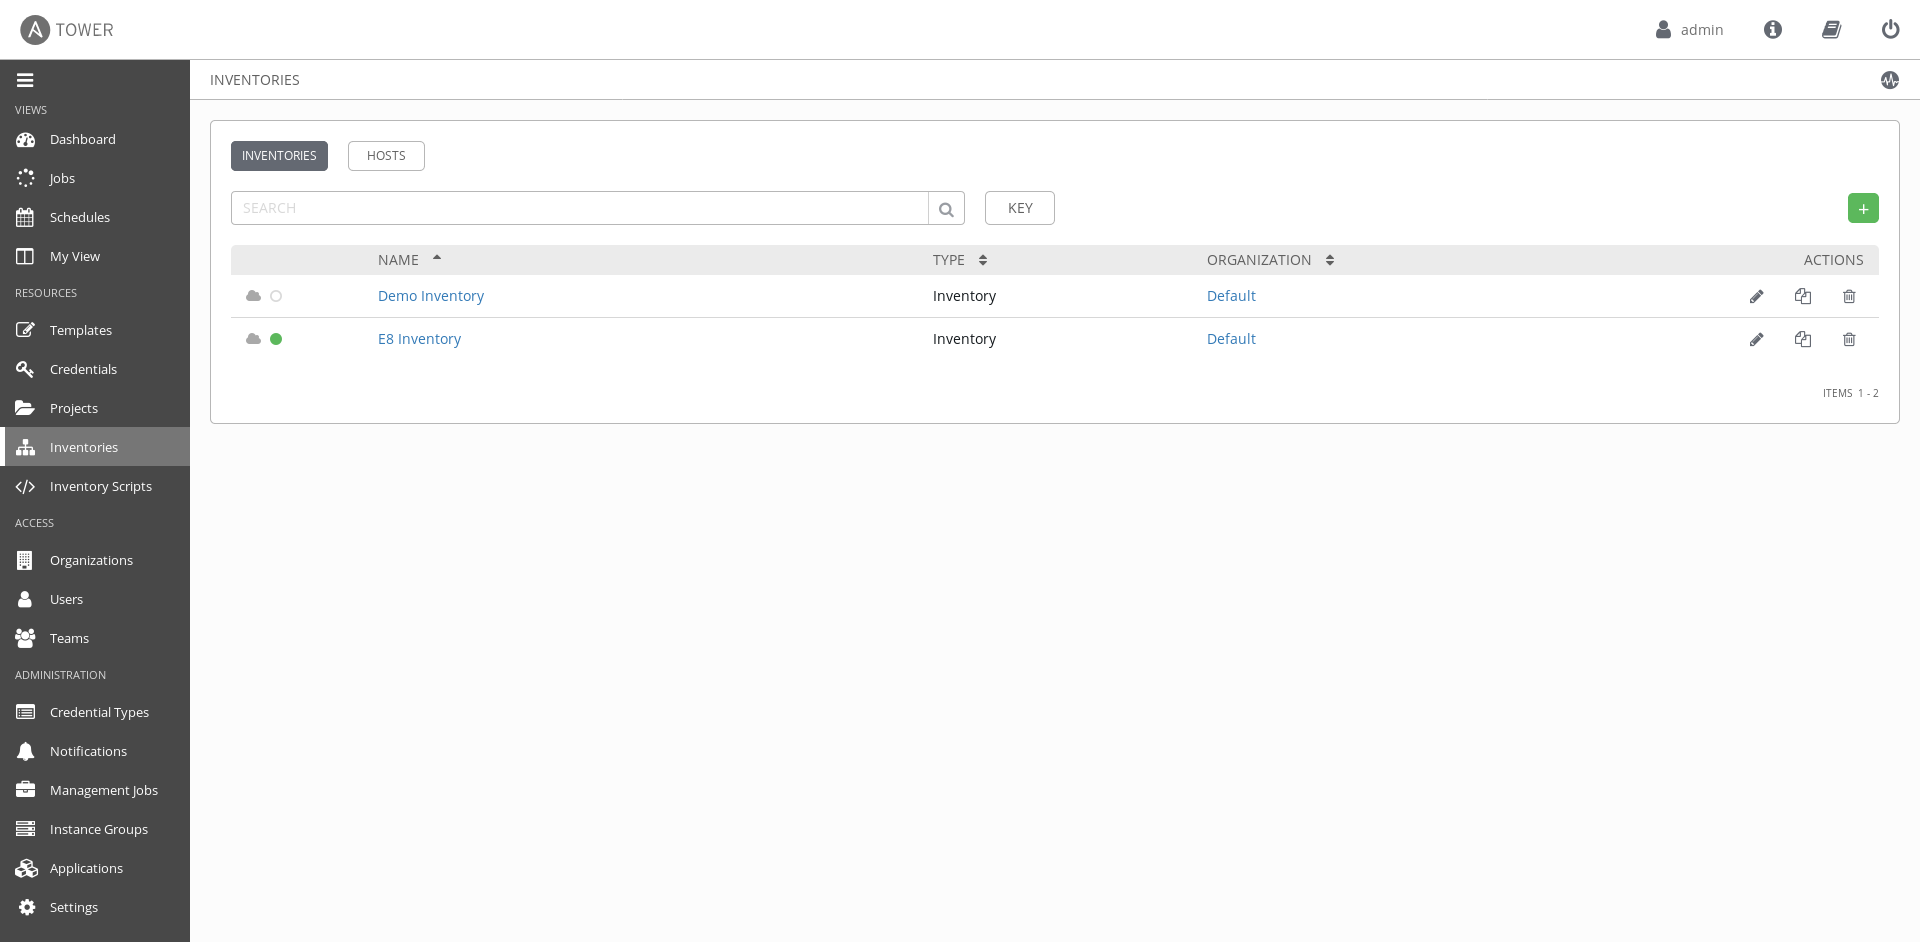 TOWER
admin
INVENTORIES
VIEWS
Dashboard
Jobs
Schedules
My View
RESOURCES
Templates
Credentials
Projects
Inventories
Inventory Scripts
ACCESS
Organizations
Users
Teams
ADMINISTRATION
Credential Types
Notifications
Management Jobs
Instance Groups
Applications
Settings
INVENTORIES HOSTS
SEARCH KEY +
NAME TYPE ORGANIZATION ACTIONS
Demo Inventory Inventory Default
E8 Inventory Inventory Default
ITEMS 1 - 2